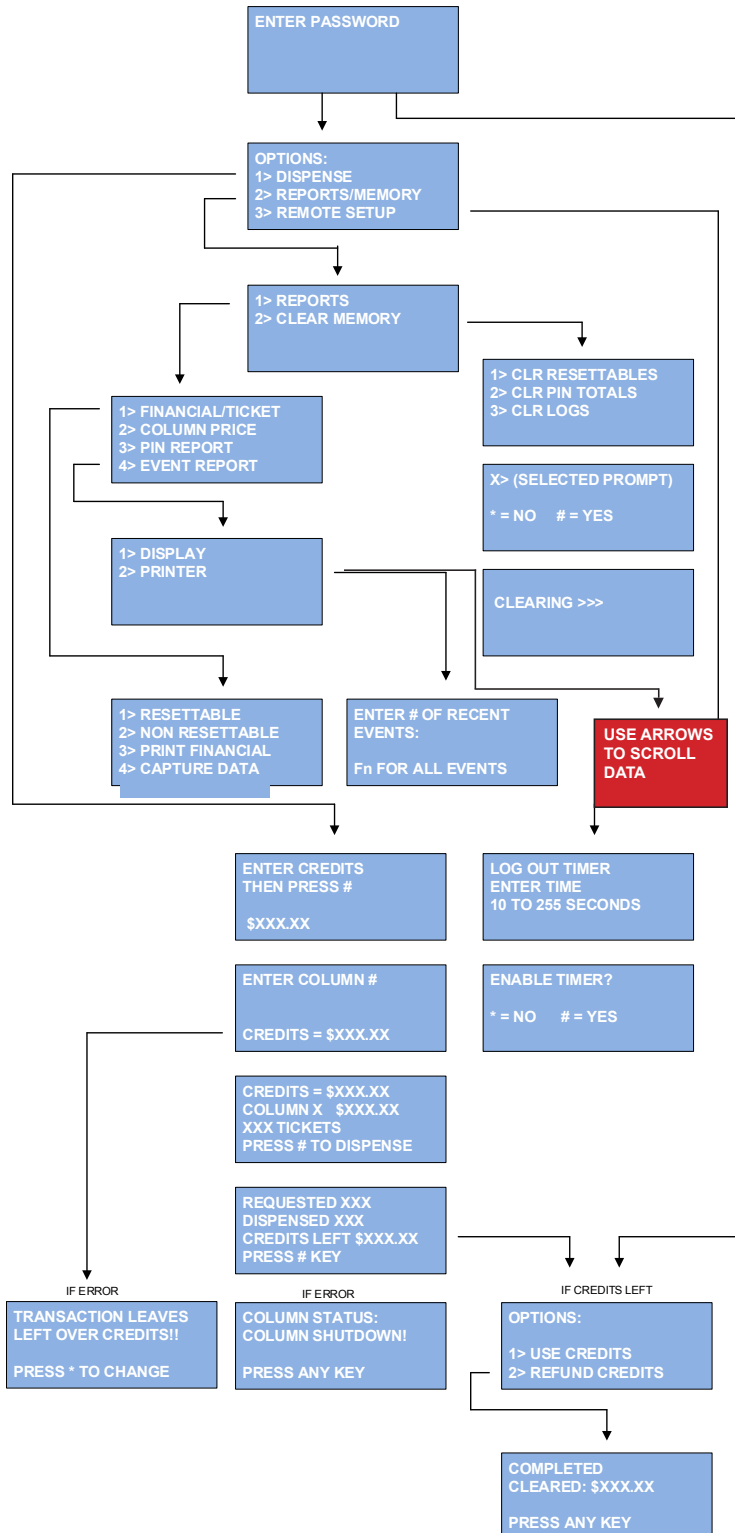 ENTER PASSWORD
OPTIONS:
1> DISPENSE
2> REPORTS/MEMORY
3> REMOTE SETUP
1> REPORTS
2> CLEAR MEMORY
1> CLR RESETTABLES
2> CLR PIN TOTALS
3> CLR LOGS
1> FINANCIAL/TICKET
2> COLUMN PRICE
3> PIN REPORT
4> EVENT REPORT
X> (SELECTED PROMPT)
* = NO # = YES
1> DISPLAY
2> PRINTER
CLEARING >>>
1> RESETTABLE
2> NON RESETTABLE
3> PRINT FINANCIAL
4> CAPTURE DATA
ENTER # OF RECENT
EVENTS:
Fn FOR ALL EVENTS
USE ARROWS
TO SCROLL
DATA
ENTER CREDITS
THEN PRESS #
$XXX.XX
LOG OUT TIMER
ENTER TIME
10 TO 255 SECONDS
ENTER COLUMN #
CREDITS = $XXX.XX
ENABLE TIMER?
* = NO # = YES
CREDITS = $XXX.XX
COLUMN X $XXX.XX
XXX TICKETS
PRESS # TO DISPENSE
REQUESTED XXX
DISPENSED XXX
CREDITS LEFT $XXX.XX
PRESS # KEY
IF ERROR
TRANSACTION LEAVES
LEFT OVER CREDITS!!
PRESS * TO CHANGE
IF ERROR
COLUMN STATUS:
COLUMN SHUTDOWN!
PRESS ANY KEY
IF CREDITS LEFT
OPTIONS:
1> USE CREDITS
2> REFUND CREDITS
COMPLETED
CLEARED: $XXX.XX
PRESS ANY KEY